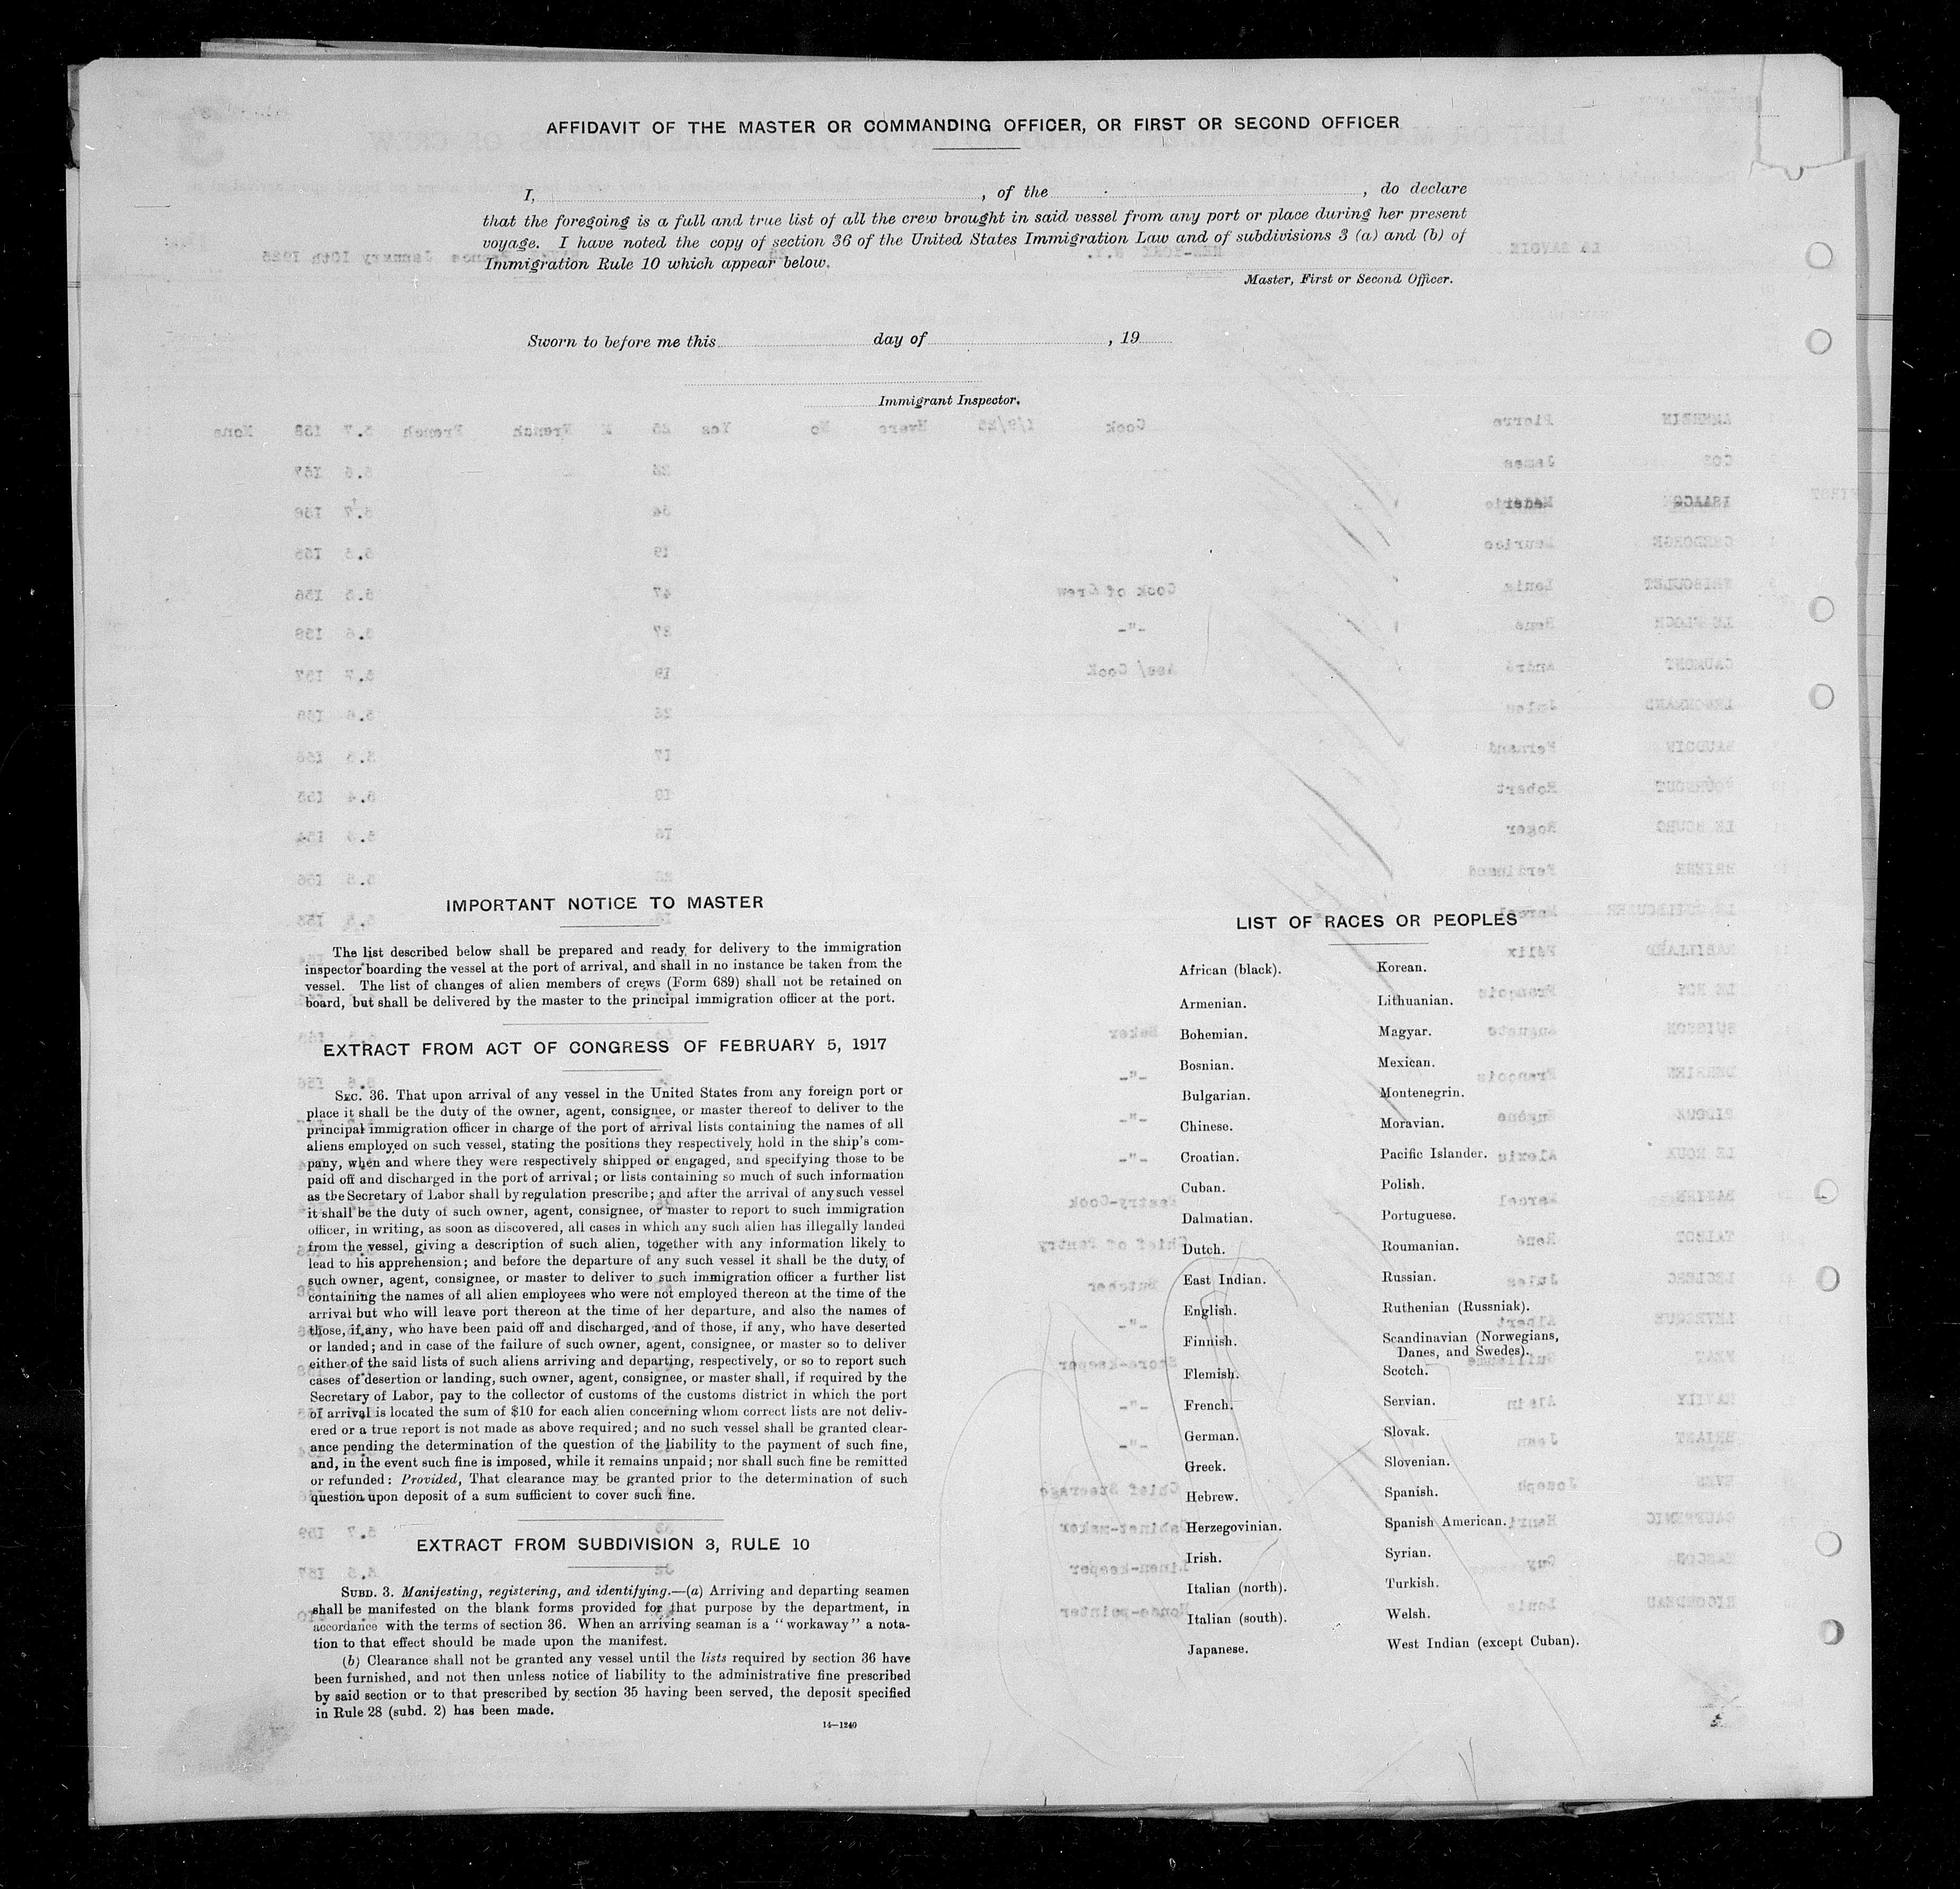 AFFIDAVIT OF THE MASTER OR COMMANDING OFFICER, OR FIRST OR SECOND OFFICER
I, , of the , do declare
that the foregoing is a full and true list of all the crew brought in said vessel from any port or place during her present
voyage. I have noted the copy of section 36 of the United States Immigration Law and of subdivisions 3 (a) and (b) of
Immigration Rule 10 which appear below.
Master, First or Second Officer.
Sworn to before me this day of , 19
Immigrant Inspector.
IMPORTANT NOTICE TO MASTER
The list described below shall be prepared and ready for delivery to the immigration
inspector boarding the vessel at the port of arrival, and shall in no instance be taken from the
vessel. The list of changes of alien members of crews (Form 689) shall not be retained on
board, but shall be delivered by the master to the principal immigration officer at the port.
EXTRACT FROM ACT OF CONGRESS OF FEBRUARY 5, 1917
SEC. 36. That upon arrival of any vessel in the United States from any foreign port or
place it shall be the duty of the owner, agent, consignee, or master thereof to deliver to the
principal immigration officer in charge of the port of arrival lists containing the names of all
aliens employed on such vessel, stating the positions they respectively hold in the ship's com-
pany, when and where they were respectively shipped or engaged, and specifying those to be
paid off and discharged in the port of arrival; or lists containing so much of such information
as the Secretary of Labor shall by regulation prescribe; and after the arrival of any such vessel
it shall be the duty of such owner, agent, consignee, or master to report to such immigration
officer, in writing, as soon as discovered, all cases in which any such alien has illegally landed
from the vessel, giving a description of such alien, together with any information likely to
lead to his apprehension; and before the departure of any such vessel it shall be the duty of
such owner, agent, consignee, or master to deliver to such immigration officer a further list
containing the names of all alien employees who were not employed thereon at the time of the
arrival but who will leave port thereon at the time of her departure, and also the names of
those, if any, who have been paid off and discharged, and of those, if any, who have deserted
or landed; and in case of the failure of such owner, agent, consignee, or master so to deliver
either of the said lists of such aliens arriving and departing, respectively, or so to report such
cases of desertion or landing, such owner, agent, consignee, or master shall, if required by the
Secretary of Labor, pay to the collector of customs of the customs district in which the port
of arrival is located the sum of $10 for each alien concerning whom correct lists are not deliv-
ered or a true report is not made as above required; and no such vessel shall be granted clear-
ance pending the determination of the question of the liability to the payment of such fine,
and, in the event such fine is imposed, while it remains unpaid; nor shall such fine be remitted
or refunded: Provided, That clearance may be granted prior to the determination of such
question upon deposit of a sum sufficient to cover such fine.
EXTRACT FROM SUBDIVISION 3, RULE 10
SUBD. 3. Manifesting, registering, and identifying.—(a) Arriving and departing seamen
shall be manifested on the blank forms provided for that purpose by the department, in
accordance with the terms of section 36. When an arriving seaman is a "workaway" a nota-
tion to that effect should be made upon the manifest.
(b) Clearance shall not be granted any vessel until the lists required by section 36 have
been furnished, and not then unless notice of liability to the administrative fine prescribed
by said section or to that prescribed by section 35 having been served, the deposit specified
in Rule 28 (subd. 2) has been made.
14—1240
LIST OF RACES OR PEOPLES
African (black).
Armenian.
Bohemian.
Bosnian.
Bulgarian.
Chinese.
Croatian.
Cuban.
Dalmatian.
Dutch.
East Indian.
English.
Finnish.
Flemish.
French.
German.
Greek.
Hebrew.
Herzegovinian.
Irish.
Italian (north).
Italian (south).
Japanese.
Korean.
Lithuanian.
Magyar.
Mexican.
Montenegrin.
Moravian.
Pacific Islander.
Polish.
Portuguese.
Roumanian.
Russian.
Ruthenian (Russniak).
Scandinavian (Norwegians,
Danes, and Swedes).
Scotch.
Servian.
Slovak.
Slovenian.
Spanish.
Spanish American.
Syrian.
Turkish.
Welsh.
West Indian (except Cuban).